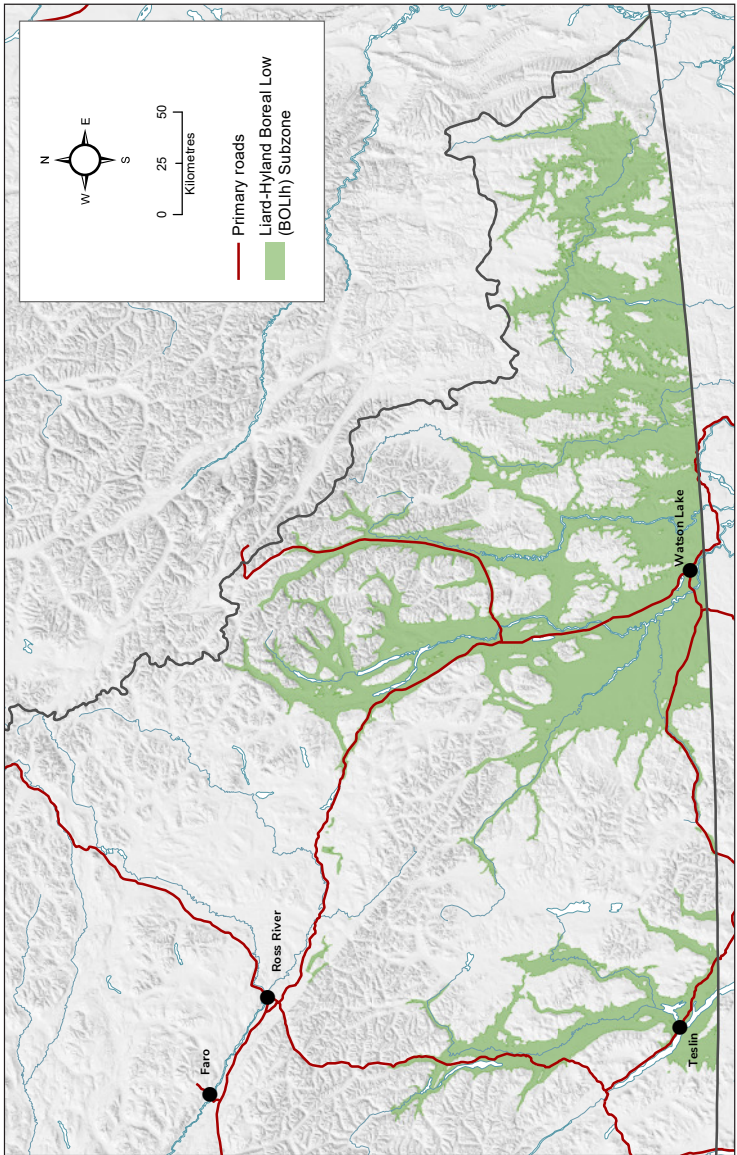 N
W
E
S
0 25 50
Kilometres
Primary roads
Liard-Hyland Boreal Low
(BOLlh) Subzone
Faro
Ross River
Teslin
Watson Lake